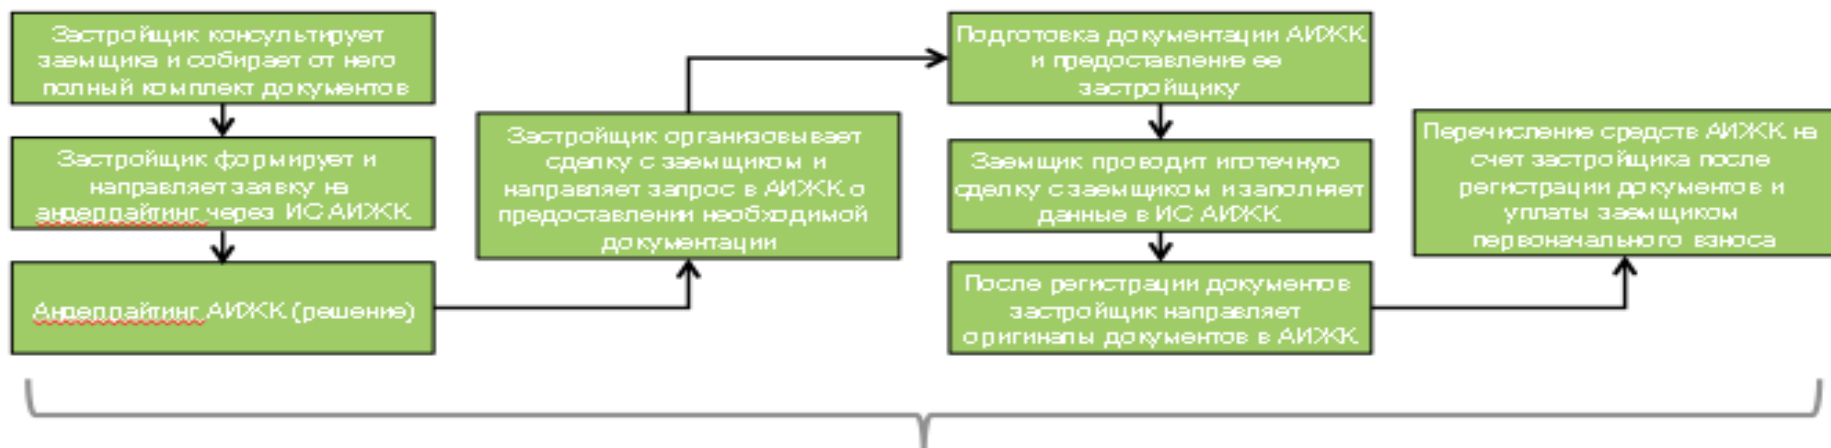 Застройщик консультирует
заемщика и собирает от него
полный комплект документов
Застройщик формирует и
направляет заявку на
андеррайтинг через ИС АИЖК
Андеррайтинг АИЖК (решение)
Застройщик организовывает
сделку с заемщиком и
направляет запрос в АИЖК о
предоставлении необходимой
документации
Подготовка документации АИЖК
и предоставление ее
застройщику
Заемщик проводит ипотечную
сделку с заемщиком и заполняет
данные в ИС АИЖК
После регистрации документов
застройщик направляет
оригиналы документов в АИЖК
Перечисление средств АИЖК на
счет застройщика после
регистрации документов и
уплаты заемщиком
первоначального взноса